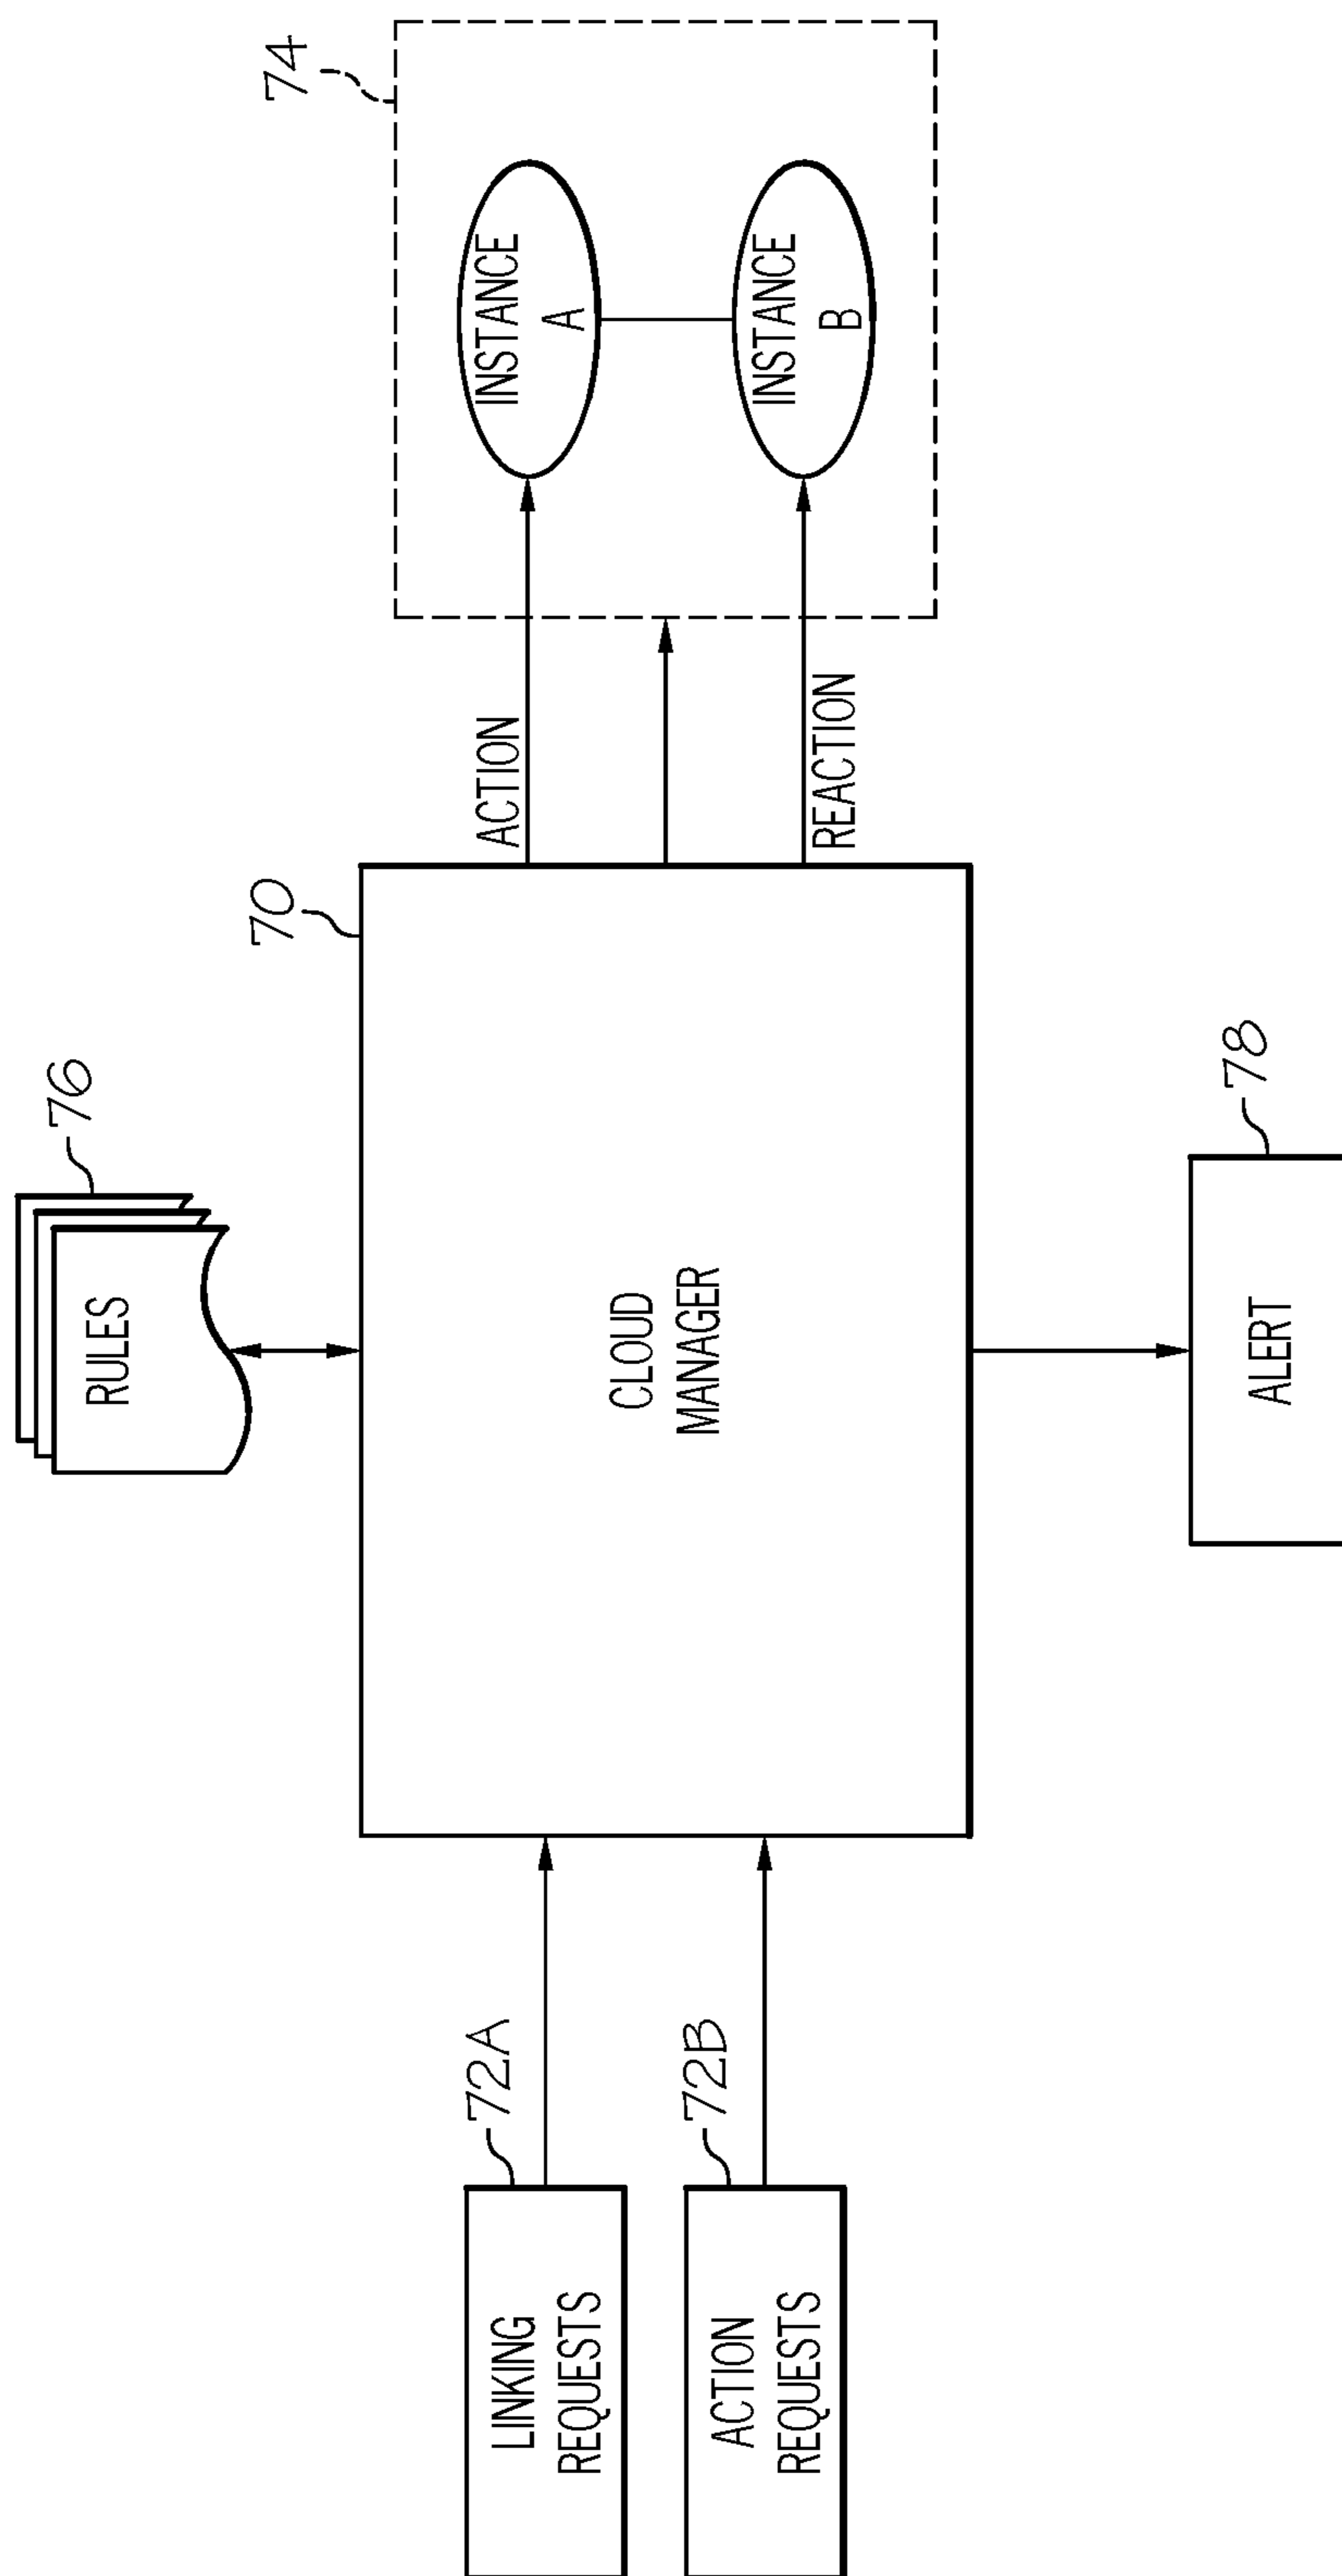 76
RULES
74
70
72A
LINKING
REQUESTS
72B
ACTION
REQUESTS
CLOUD
MANAGER
ACTION
REACTION
INSTANCE
A
INSTANCE
B
78
ALERT